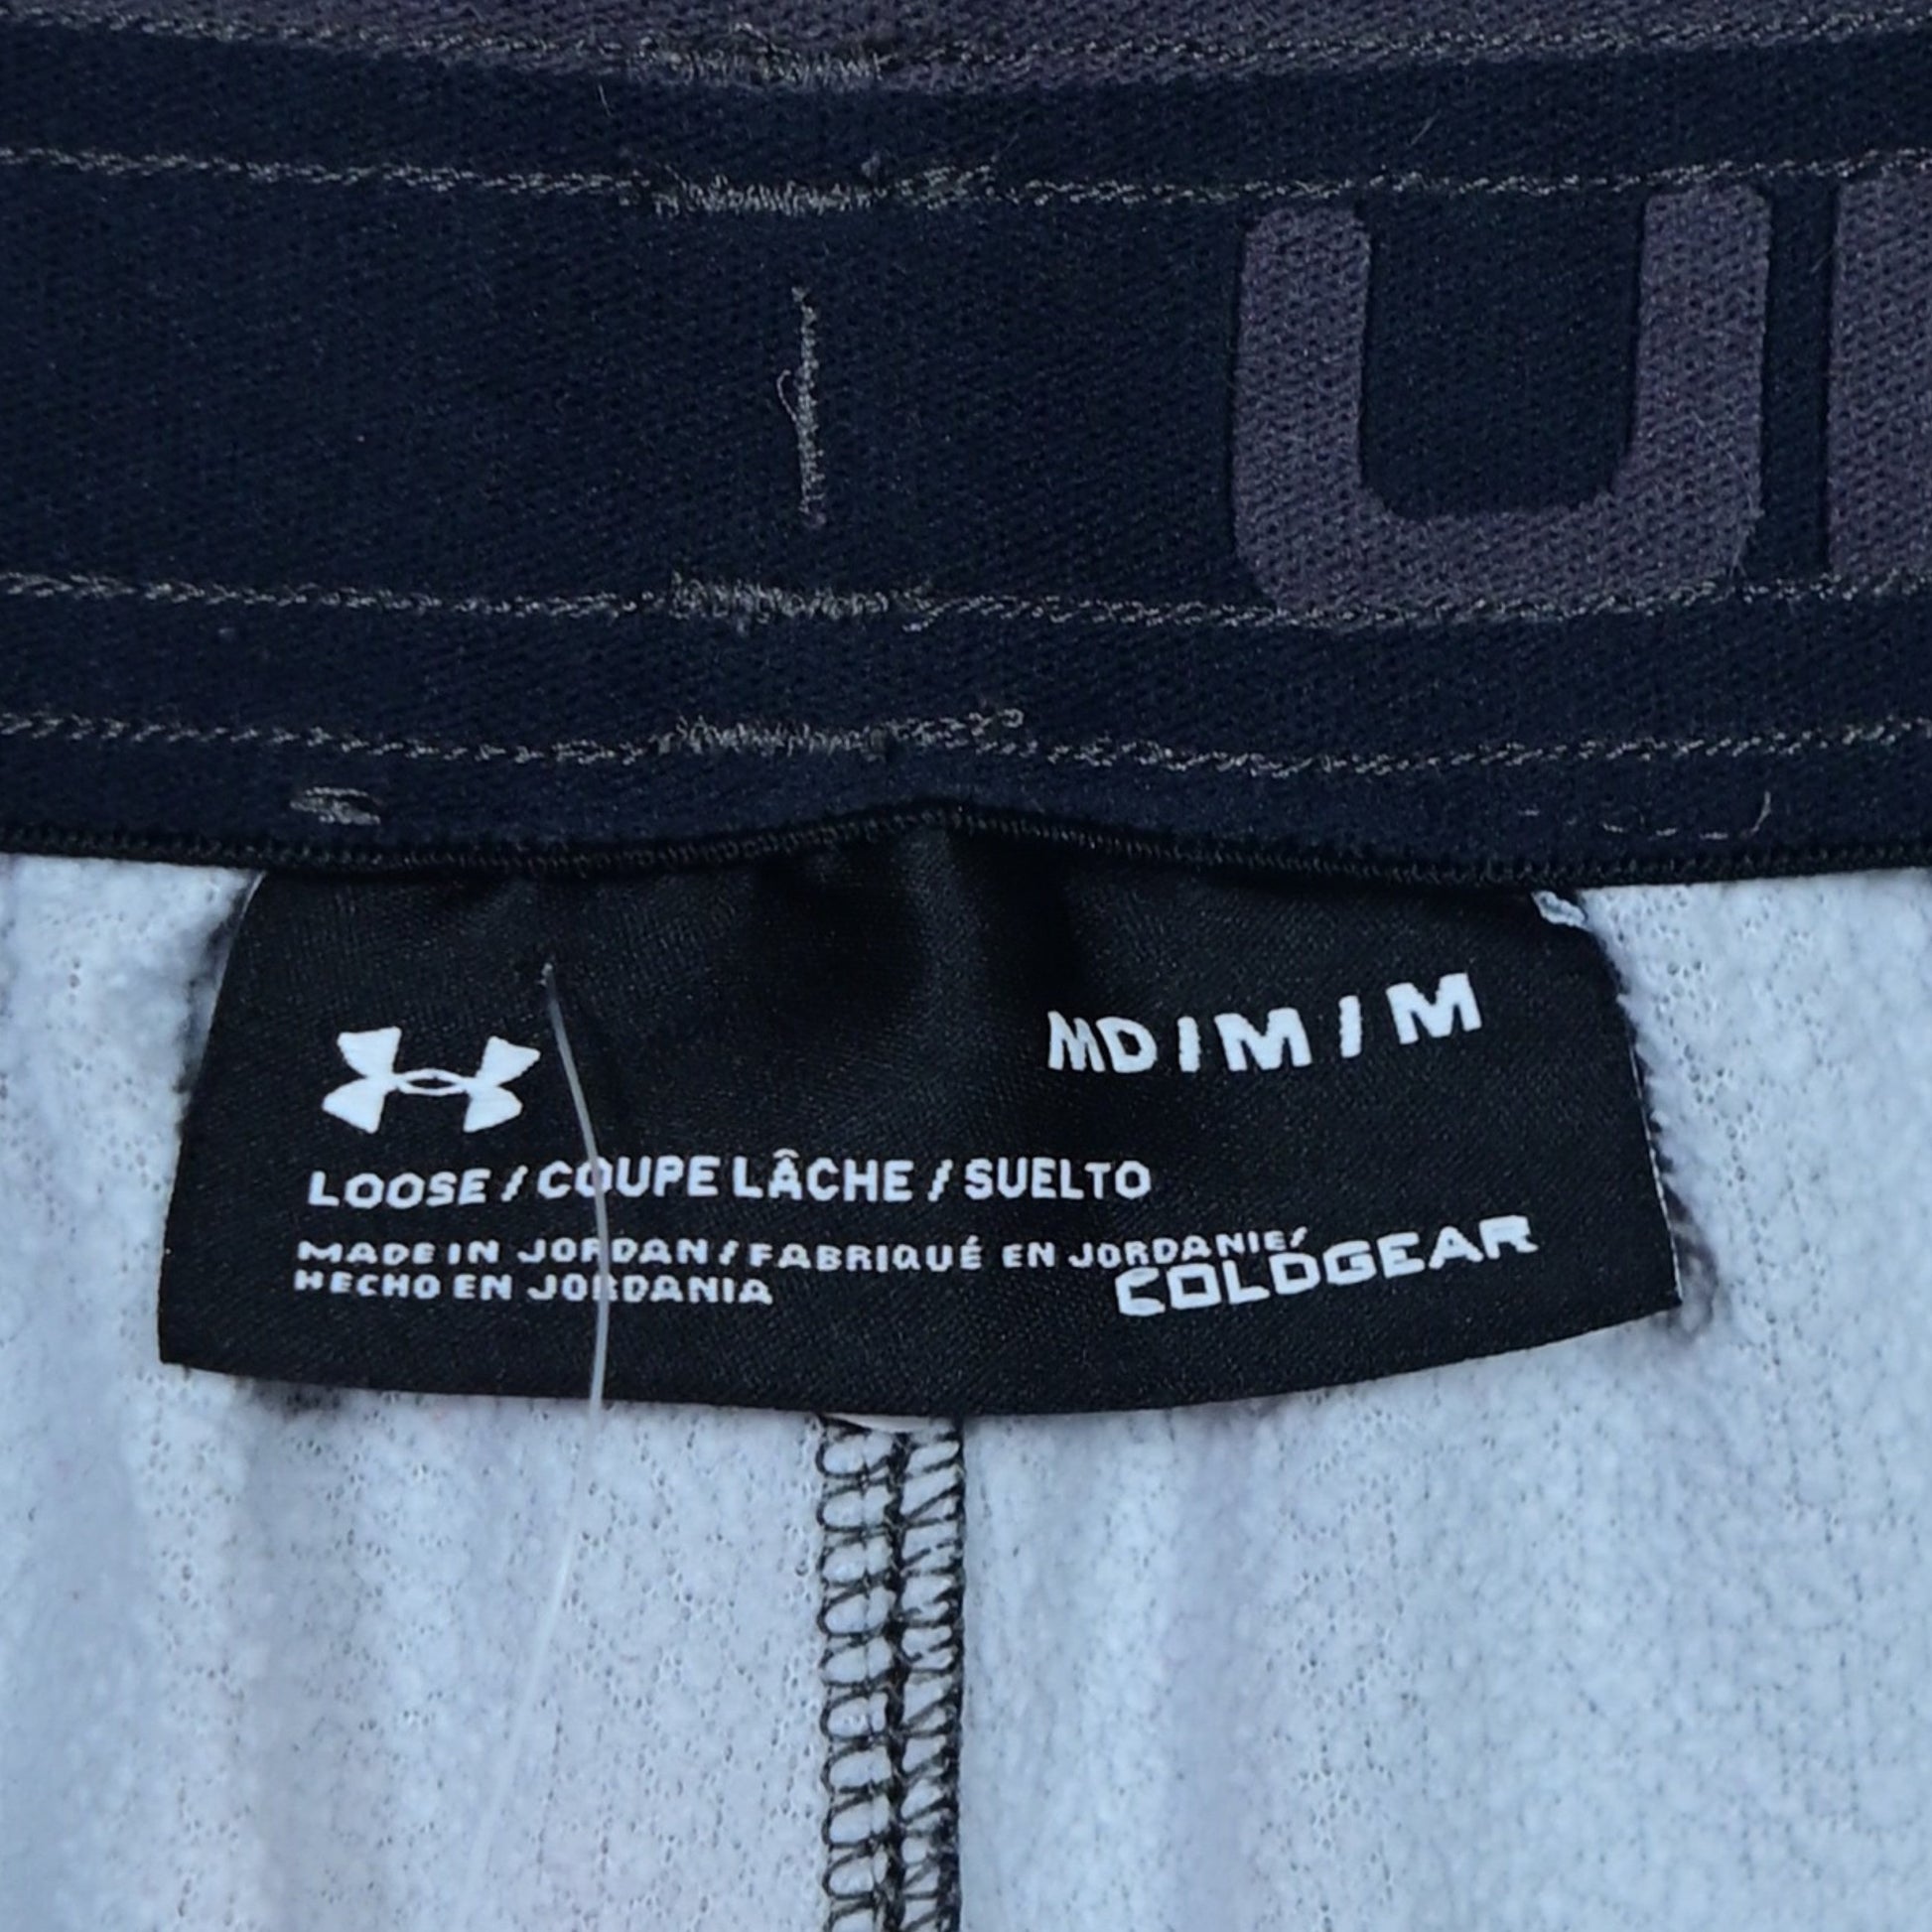 U
MD / M / M
LOOSE / COUPE LÂCHE / SUELTO
MADE IN JORDAN / FABRIQUÉ EN JORDANIE/
HECHO EN JORDANIA
COLDGEAR